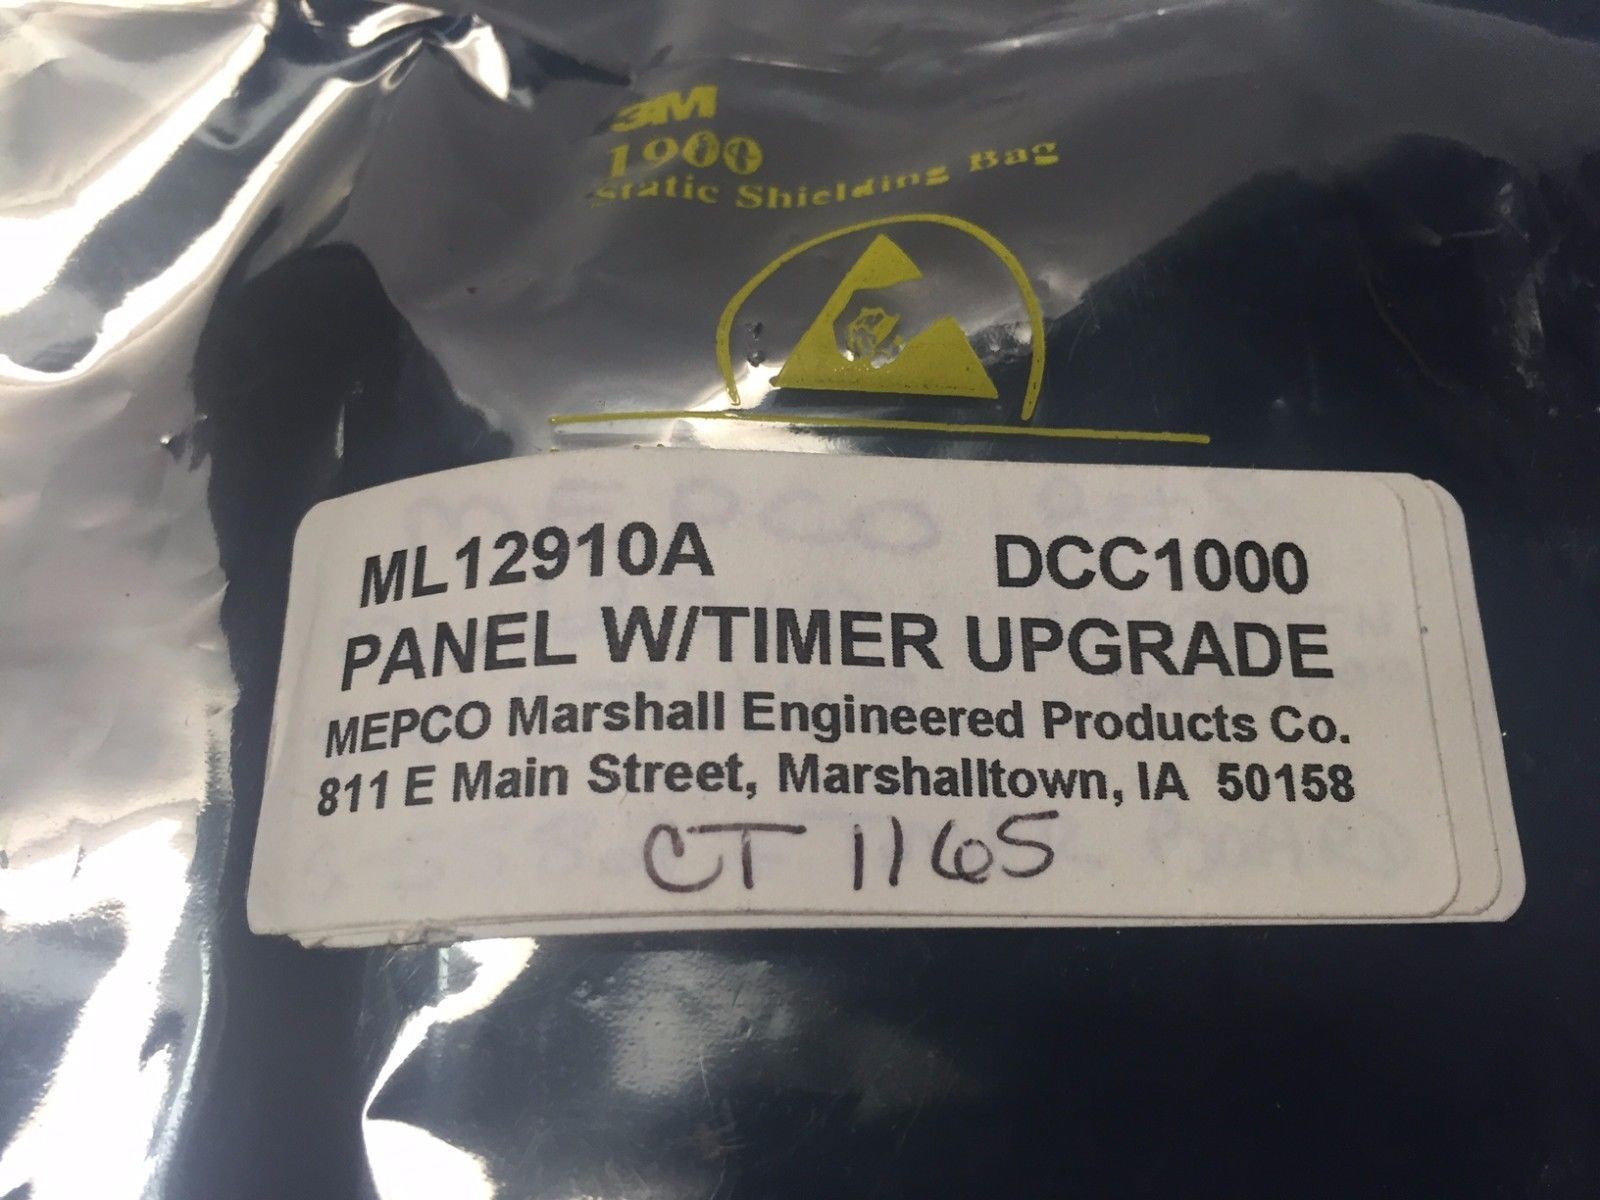 3M
1900
Static Shielding Bag
ML12910A DCC1000
PANEL W/TIMER UPGRADE
MEPCO Marshall Engineered Products Co.
811 E Main Street, Marshalltown, IA 50158
CT 1165